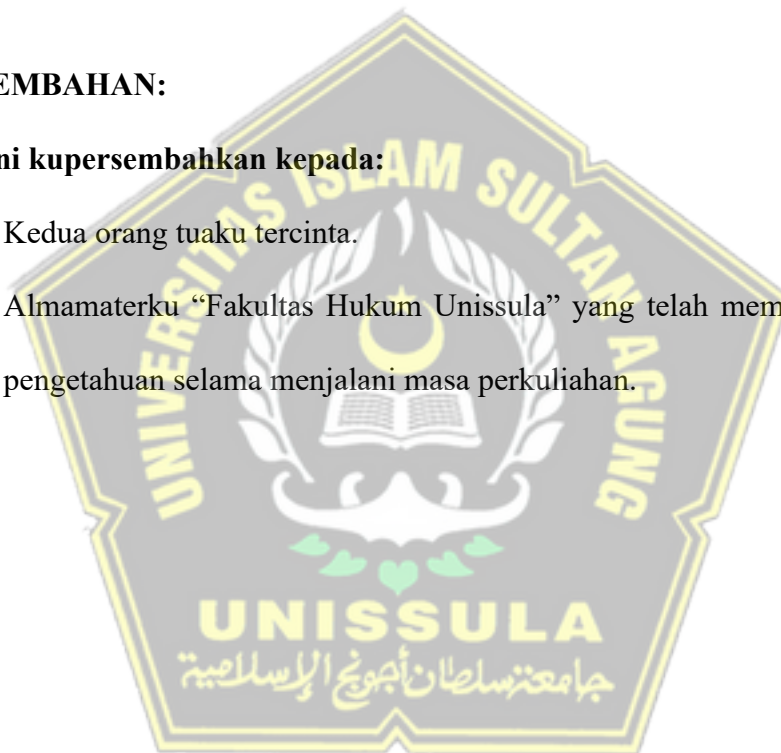 EMBAHAN:
ni kupersembahkan kepada:
Kedua orang tuaku tercinta.
Almamaterku “Fakultas Hukum Unissula” yang telah mem
pengetahuan selama menjalani masa perkuliahan.
UNIVERSITAS ISLAM SULTAN AGUNG
UNISSULA
جامعة سلطان أجونج الإسلامية